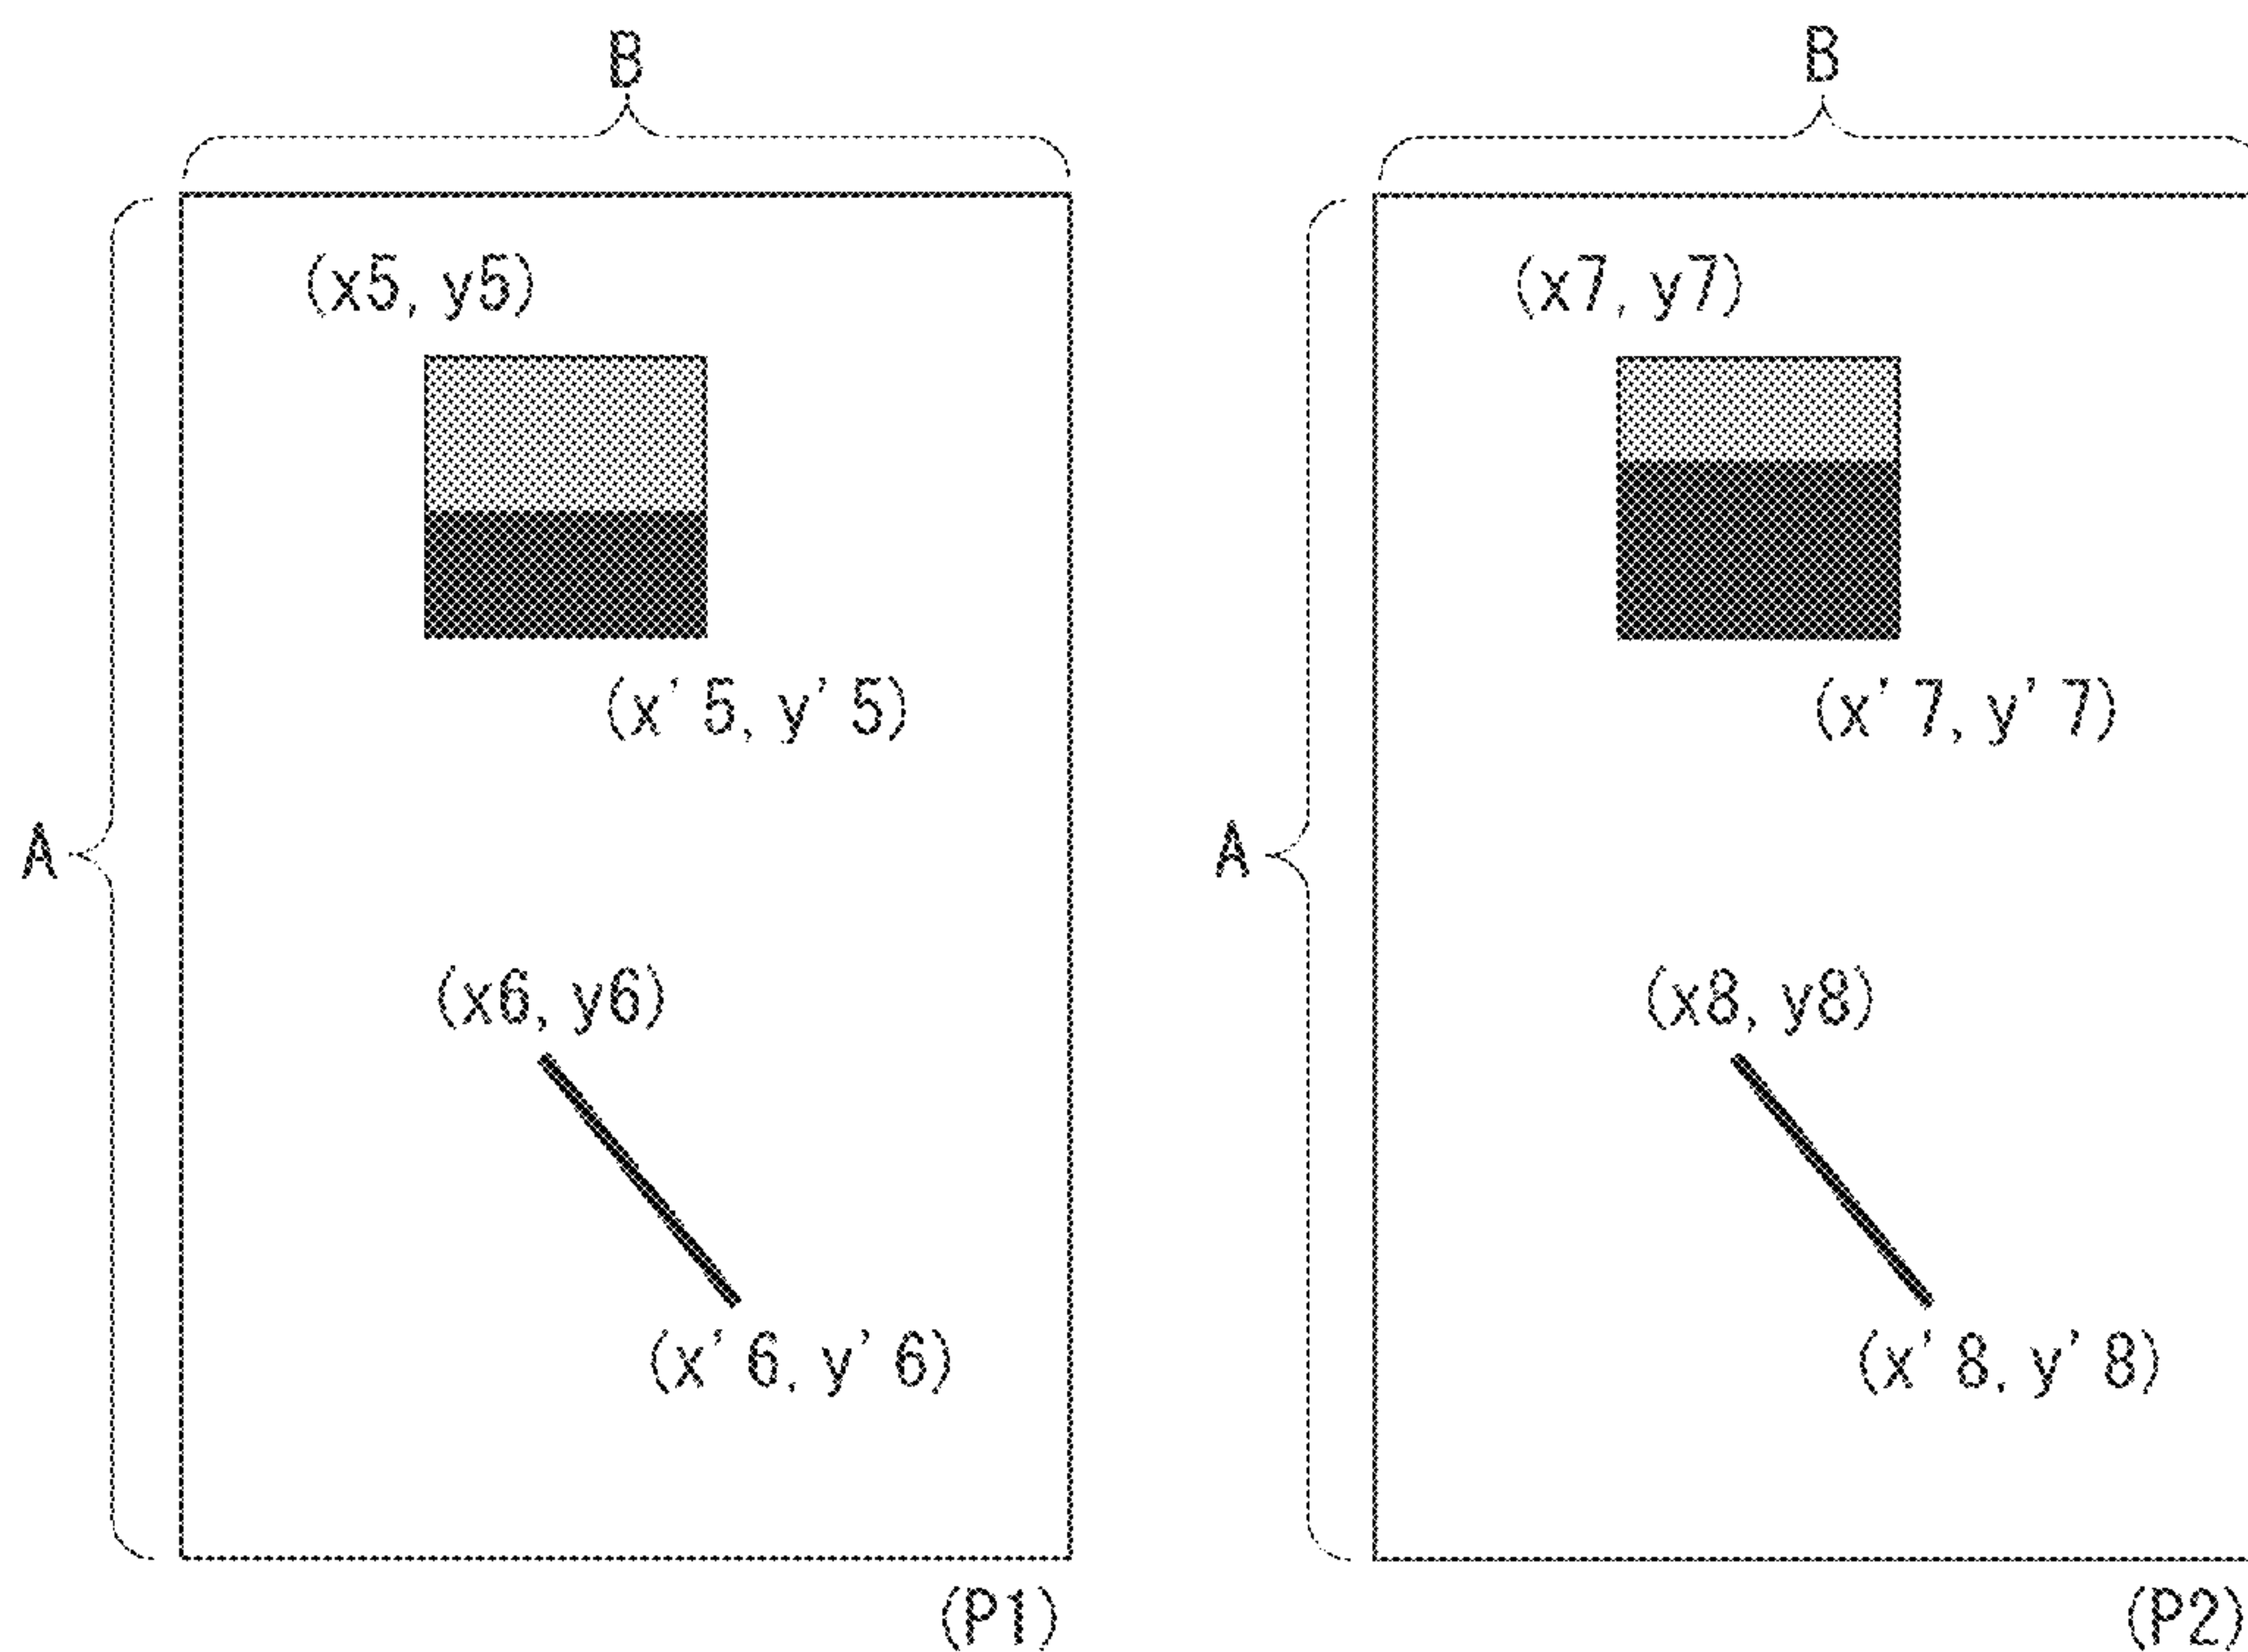 B
B
(x5, y5)
(x7, y7)
(x'5, y'5)
(x'7, y'7)
A
A
(x6, y6)
(x8, y8)
(x'6, y'6)
(x'8, y'8)
(P1)
(P2)